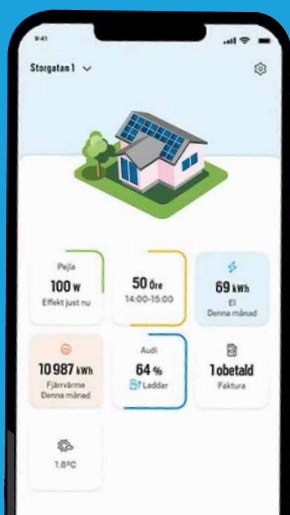 9:41
Storgatan 1
Pejla
100 W
Effekt just nu
50 Öre
14:00-15:00
69 kWh
El
Denna månad
10 987 kWh
Fjärrvärme
Denna månad
Audi
64 %
Laddar
1 obetald
Faktura
1,8°C